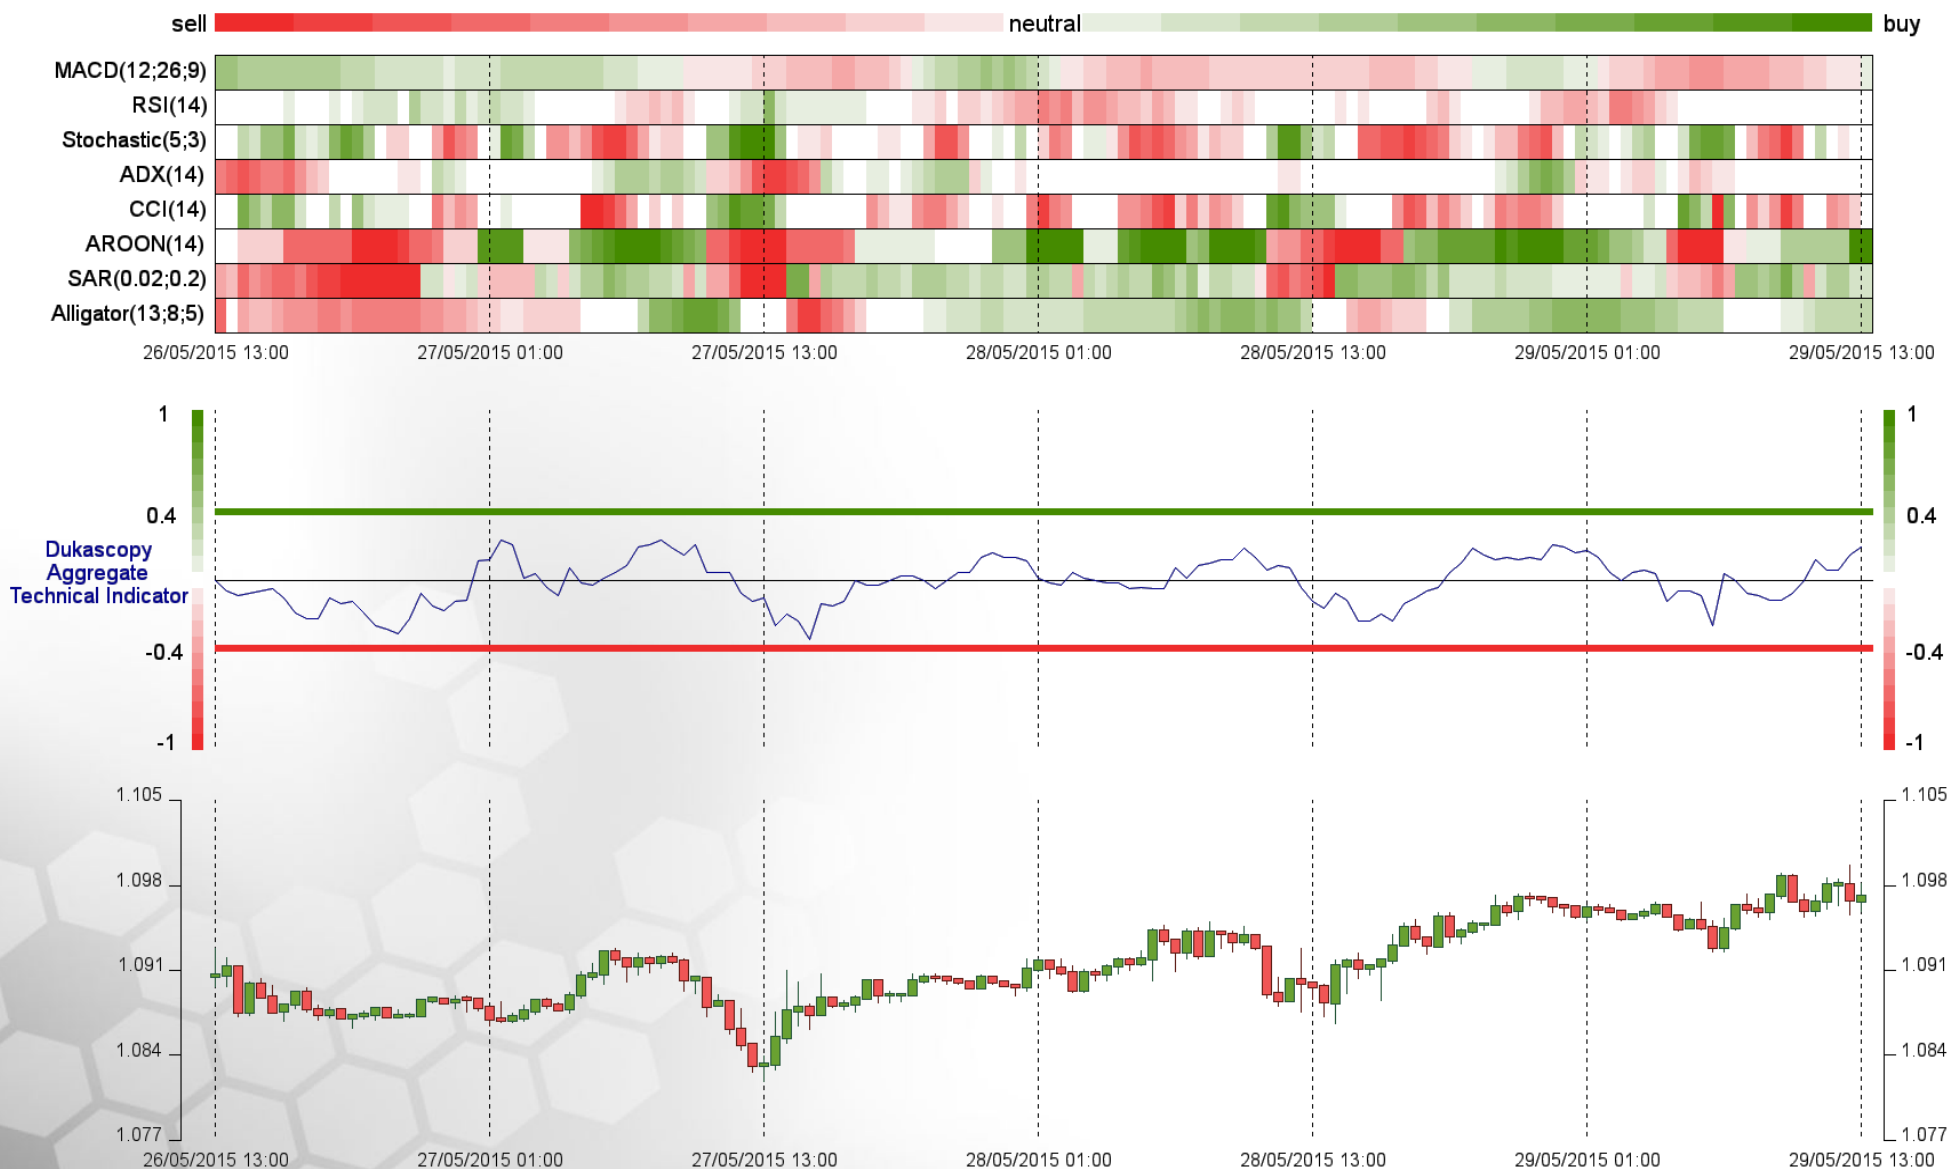 sell neutral buy
MACD(12;26;9)
RSI(14)
Stochastic(5;3)
ADX(14)
CCI(14)
AROON(14)
SAR(0.02;0.2)
Alligator(13;8;5)
26/05/2015 13:00 27/05/2015 01:00 27/05/2015 13:00 28/05/2015 01:00 28/05/2015 13:00 29/05/2015 01:00 29/05/2015 13:00
1 1
0.4 0.4
Dukascopy
Aggregate
Technical Indicator
-0.4 -0.4
-1 -1
1.105 1.105
1.098 1.098
1.091 1.091
1.084 1.084
1.077 1.077
26/05/2015 13:00 27/05/2015 01:00 27/05/2015 13:00 28/05/2015 01:00 28/05/2015 13:00 29/05/2015 01:00 29/05/2015 13:00